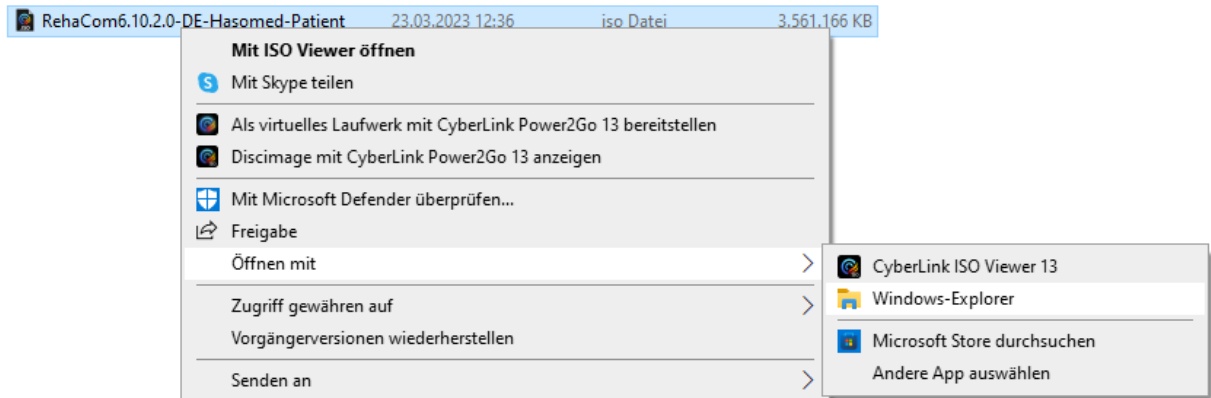 RehaCom6.10.2.0-DE-Hasomed-Patient 23.03.2023 12:36 iso Datei 3.561.166 KB
Mit ISO Viewer öffnen
Mit Skype teilen
Als virtuelles Laufwerk mit CyberLink Power2Go 13 bereitstellen
Discimage mit CyberLink Power2Go 13 anzeigen
Mit Microsoft Defender überprüfen...
Freigabe
Öffnen mit
CyberLink ISO Viewer 13
Windows-Explorer
Microsoft Store durchsuchen
Andere App auswählen
Zugriff gewähren auf
Vorgängerversionen wiederherstellen
Senden an